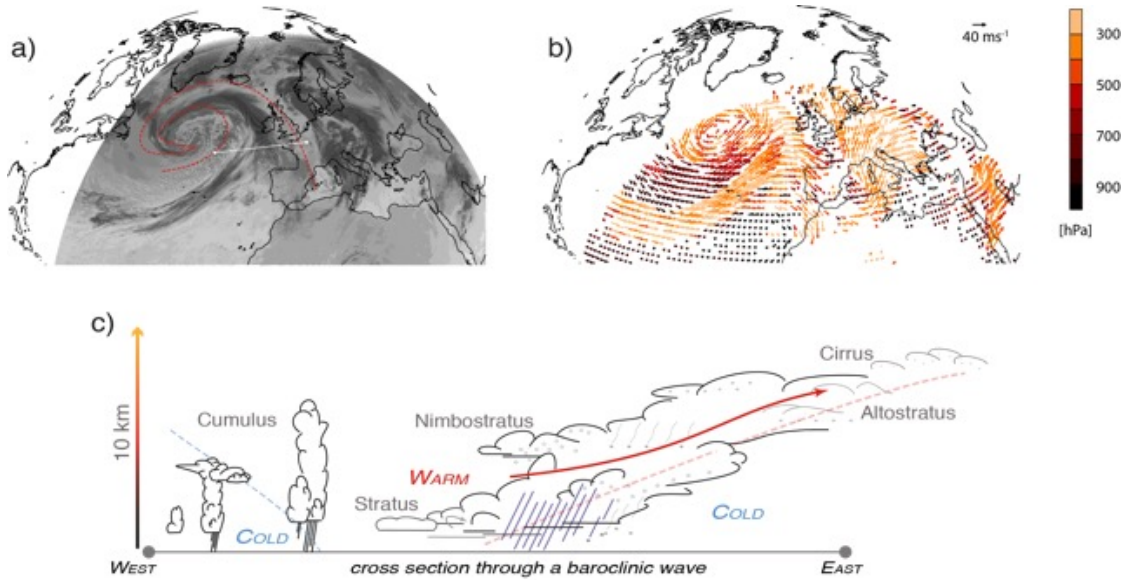 a)
b)
40 ms-1
300
500
700
900
[hPa]
c)
10 km
Cumulus
Nimbostratus
Cirrus
Altostratus
WARM
Stratus
COLD
COLD
WEST
cross section through a baroclinic wave
EAST